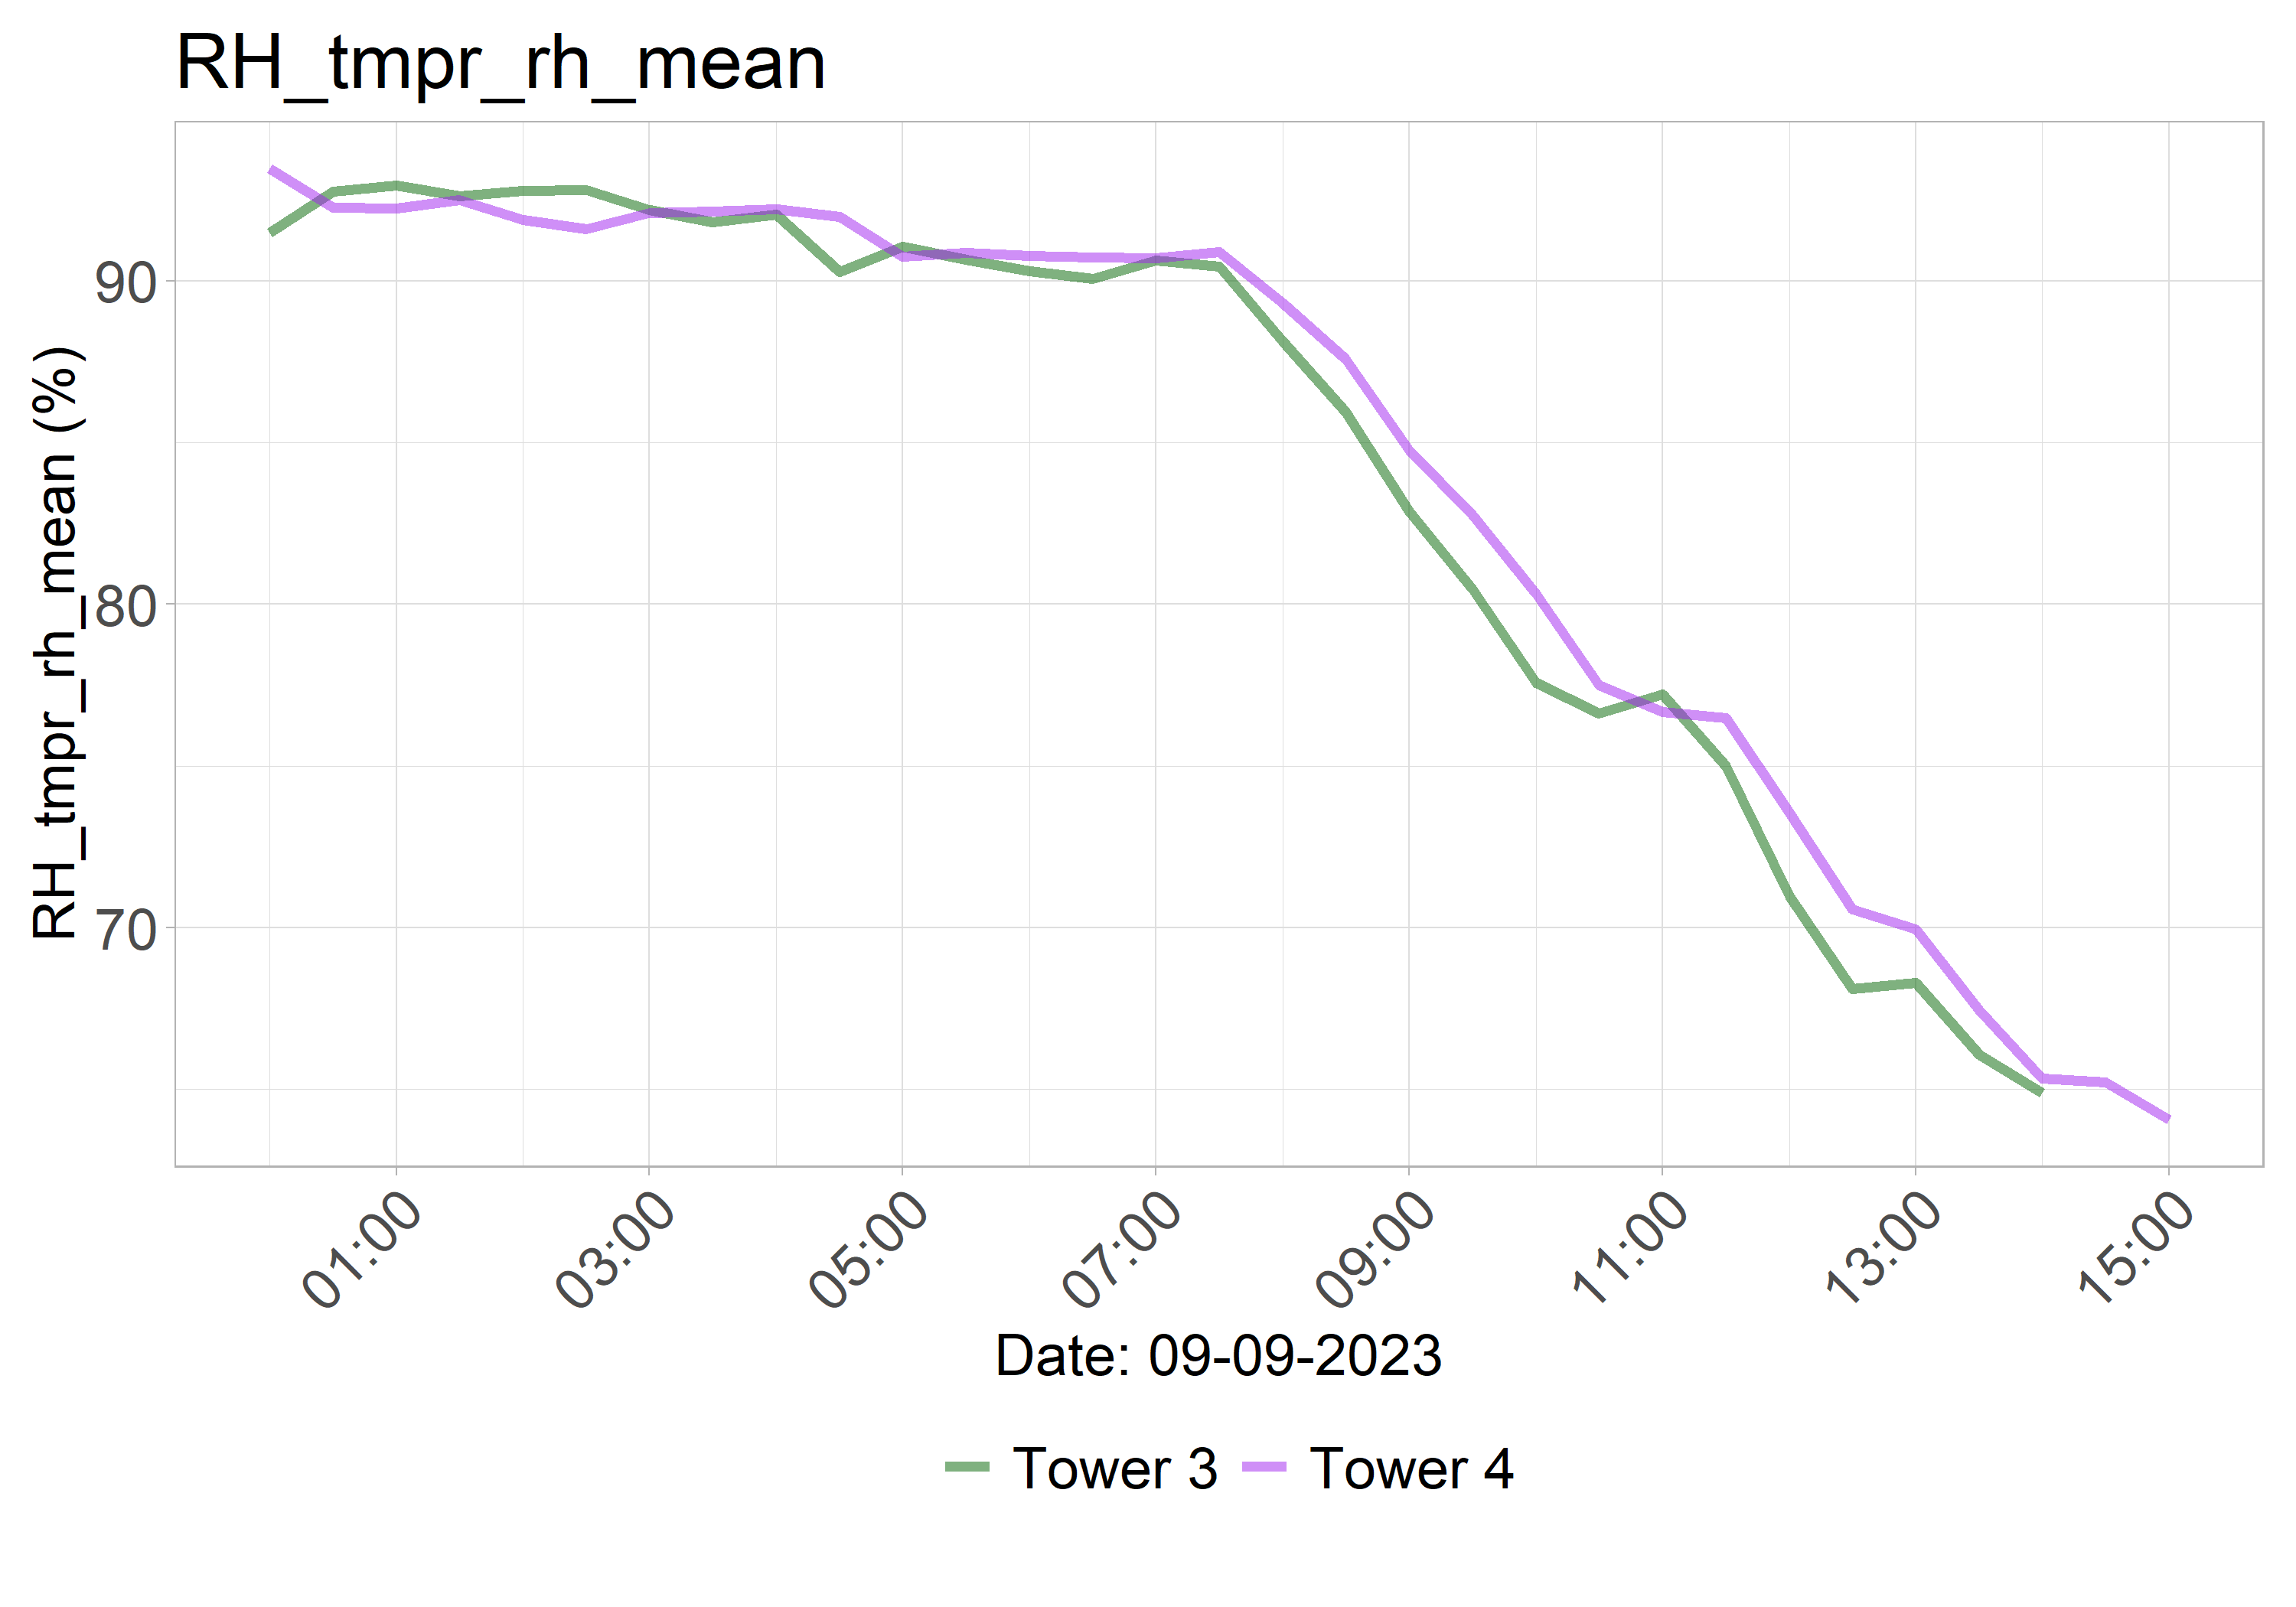 RH_tmpr_rh_mean
RH_tmpr_rh_mean (%)
90
80
70
01:00 03:00 05:00 07:00 09:00 11:00 13:00 15:00
Date: 09-09-2023
Tower 3 Tower 4